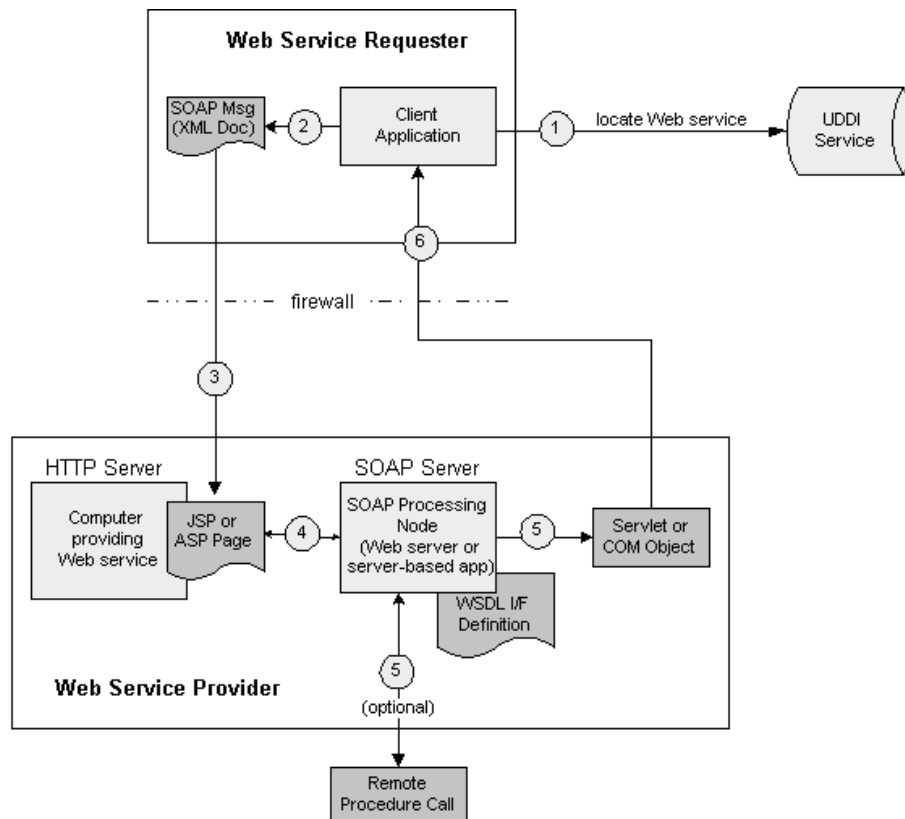 Web Service Requester
SOAP Msg
(XML Doc)
2
Client
Application
1
locate Web service
UDDI
Service
6
firewall
3
HTTP Server
SOAP Server
Computer
providing
Web service
JSP or
ASP Page
4
SOAP Processing
Node
(Web server or
server-based app)
5
Servlet or
COM Object
WSDL I/F
Definition
5
(optional)
Web Service Provider
Remote
Procedure Call